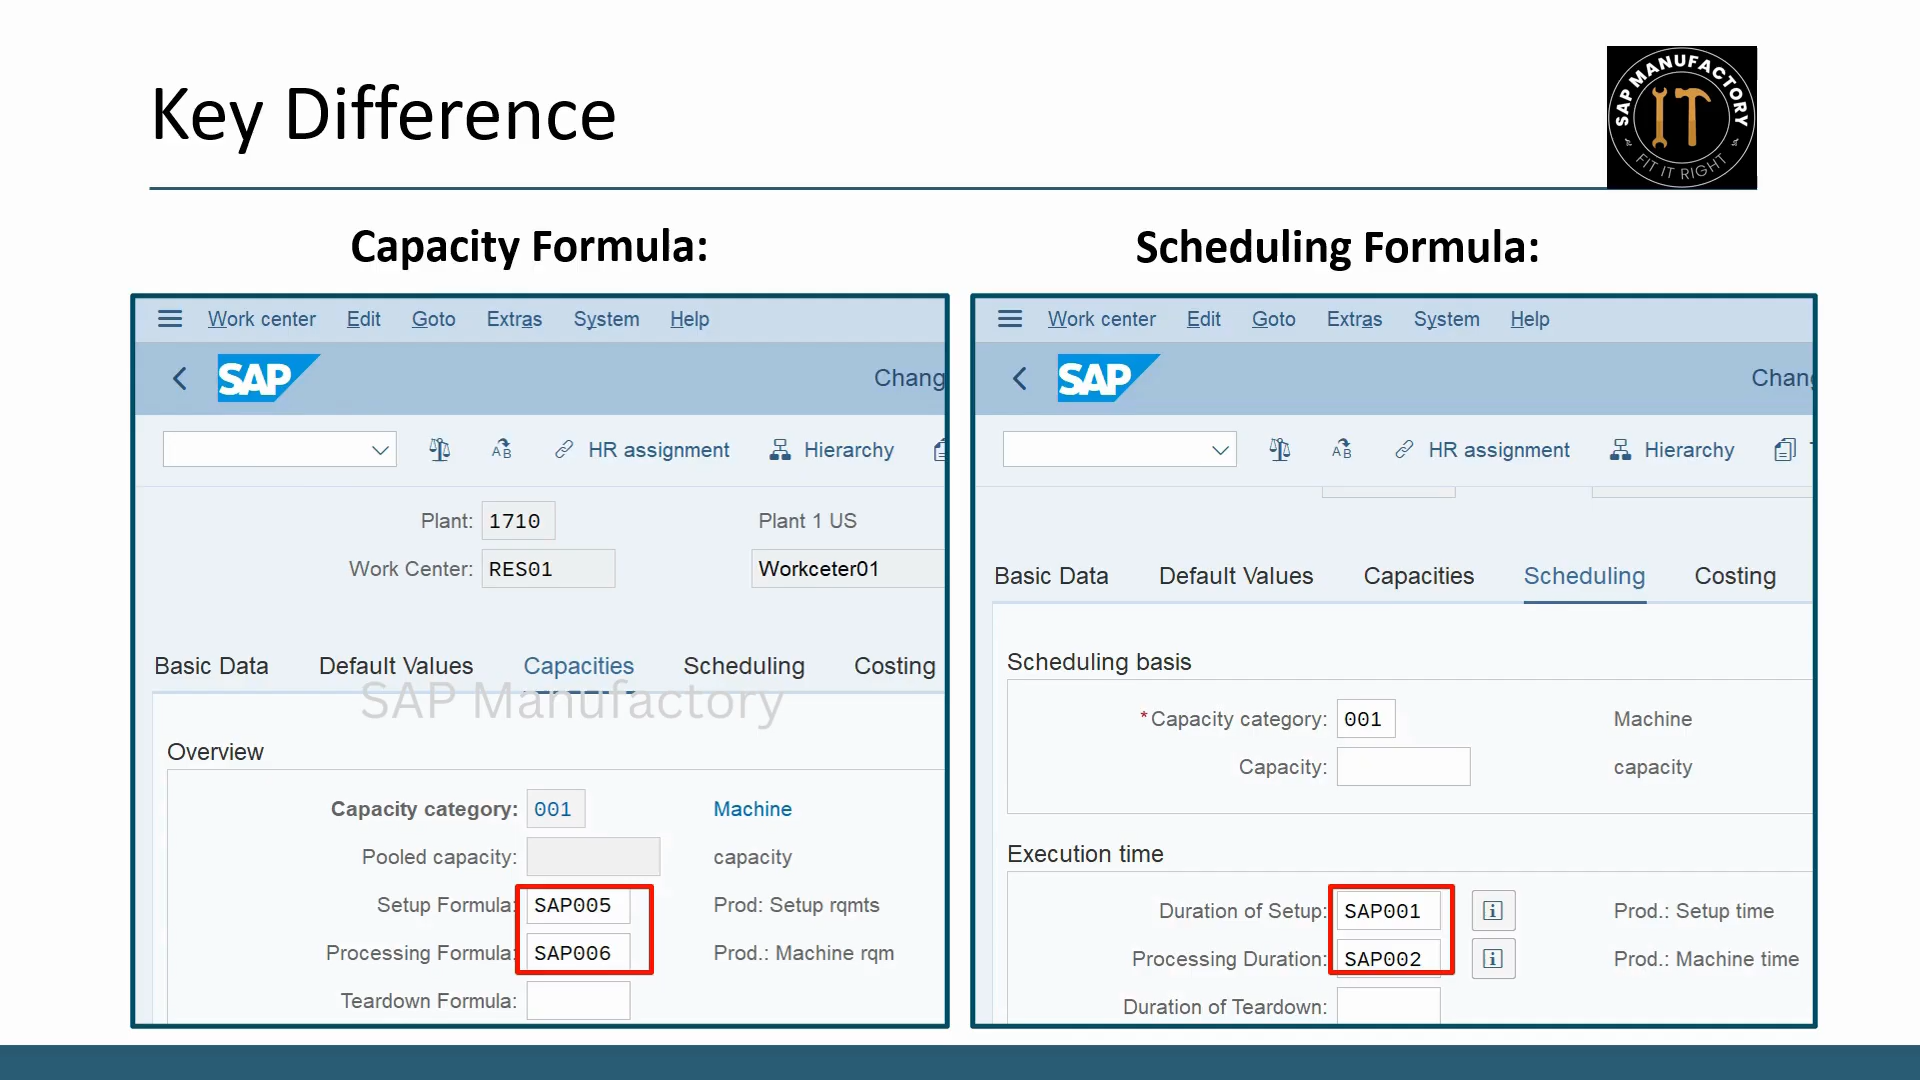 Key Difference
SAP MANUFACTORY
IT
FIT IT RIGHT
Capacity Formula:
Work center Edit Goto Extras System Help
SAP
Chang
HR assignment Hierarchy
Plant: 1710 Plant 1 US
Work Center: RES01 Workceter01
Basic Data Default Values Capacities Scheduling Costing
SAP Manufactory
Overview
Capacity category: 001 Machine
Pooled capacity: capacity
Setup Formula: SAP005 Prod: Setup rqmts
Processing Formula: SAP006 Prod.: Machine rqm
Teardown Formula:
Scheduling Formula:
Work center Edit Goto Extras System Help
SAP
Chang
HR assignment Hierarchy
Basic Data Default Values Capacities Scheduling Costing
Scheduling basis
*Capacity category: 001 Machine
Capacity: capacity
Execution time
Duration of Setup: SAP001 Prod.: Setup time
Processing Duration: SAP002 Prod.: Machine time
Duration of Teardown: